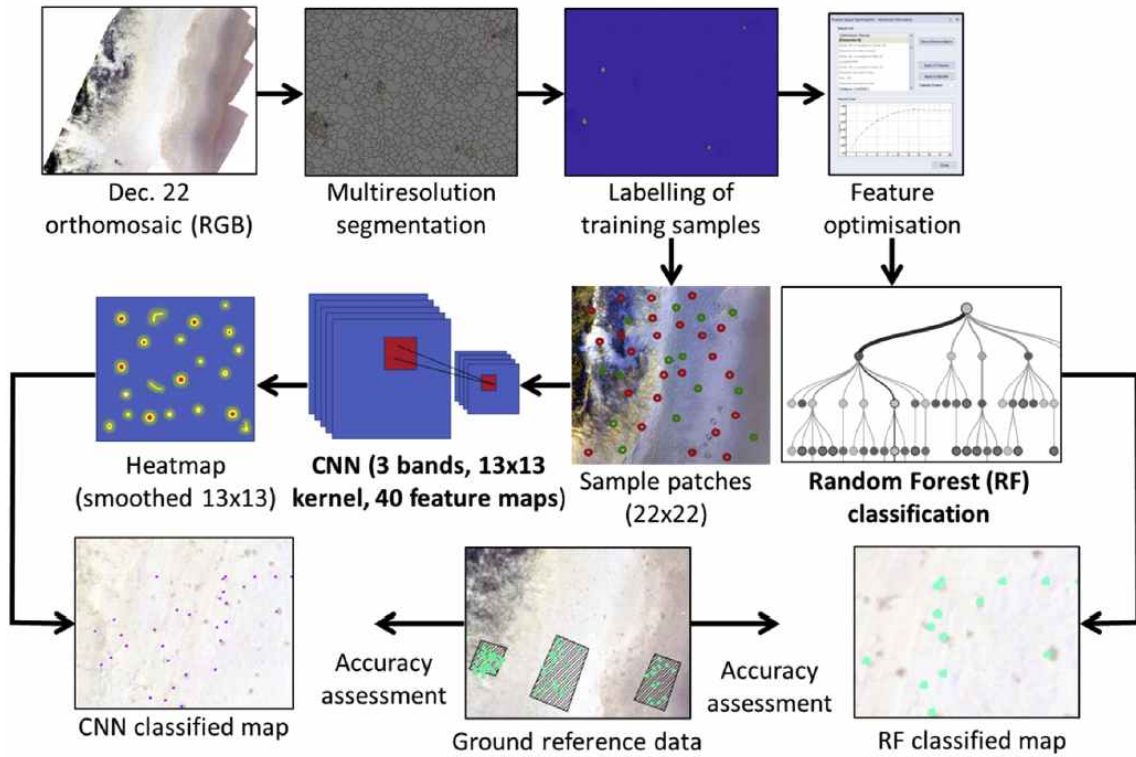 Dec. 22
orthomosaic (RGB)
Multiresolution
segmentation
Labelling of
training samples
Feature
optimisation
Heatmap
(smoothed 13x13)
CNN (3 bands, 13x13
kernel, 40 feature maps)
Sample patches
(22x22)
Random Forest (RF)
classification
CNN classified map
Accuracy
assessment
Ground reference data
Accuracy
assessment
RF classified map